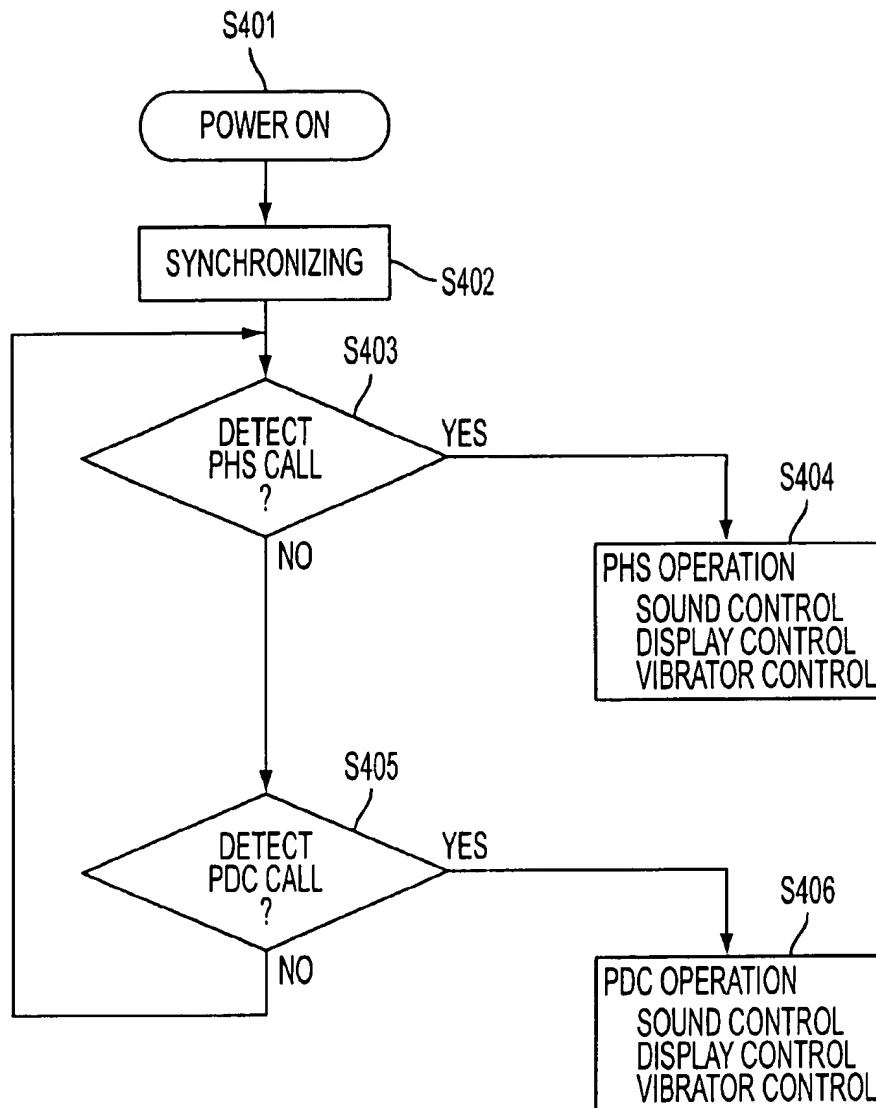 S401
POWER ON
SYNCHRONIZING
S402
S403
DETECT
PHS CALL
?
YES
NO
S404
PHS OPERATION
SOUND CONTROL
DISPLAY CONTROL
VIBRATOR CONTROL
S405
DETECT
PDC CALL
?
YES
NO
S406
PDC OPERATION
SOUND CONTROL
DISPLAY CONTROL
VIBRATOR CONTROL